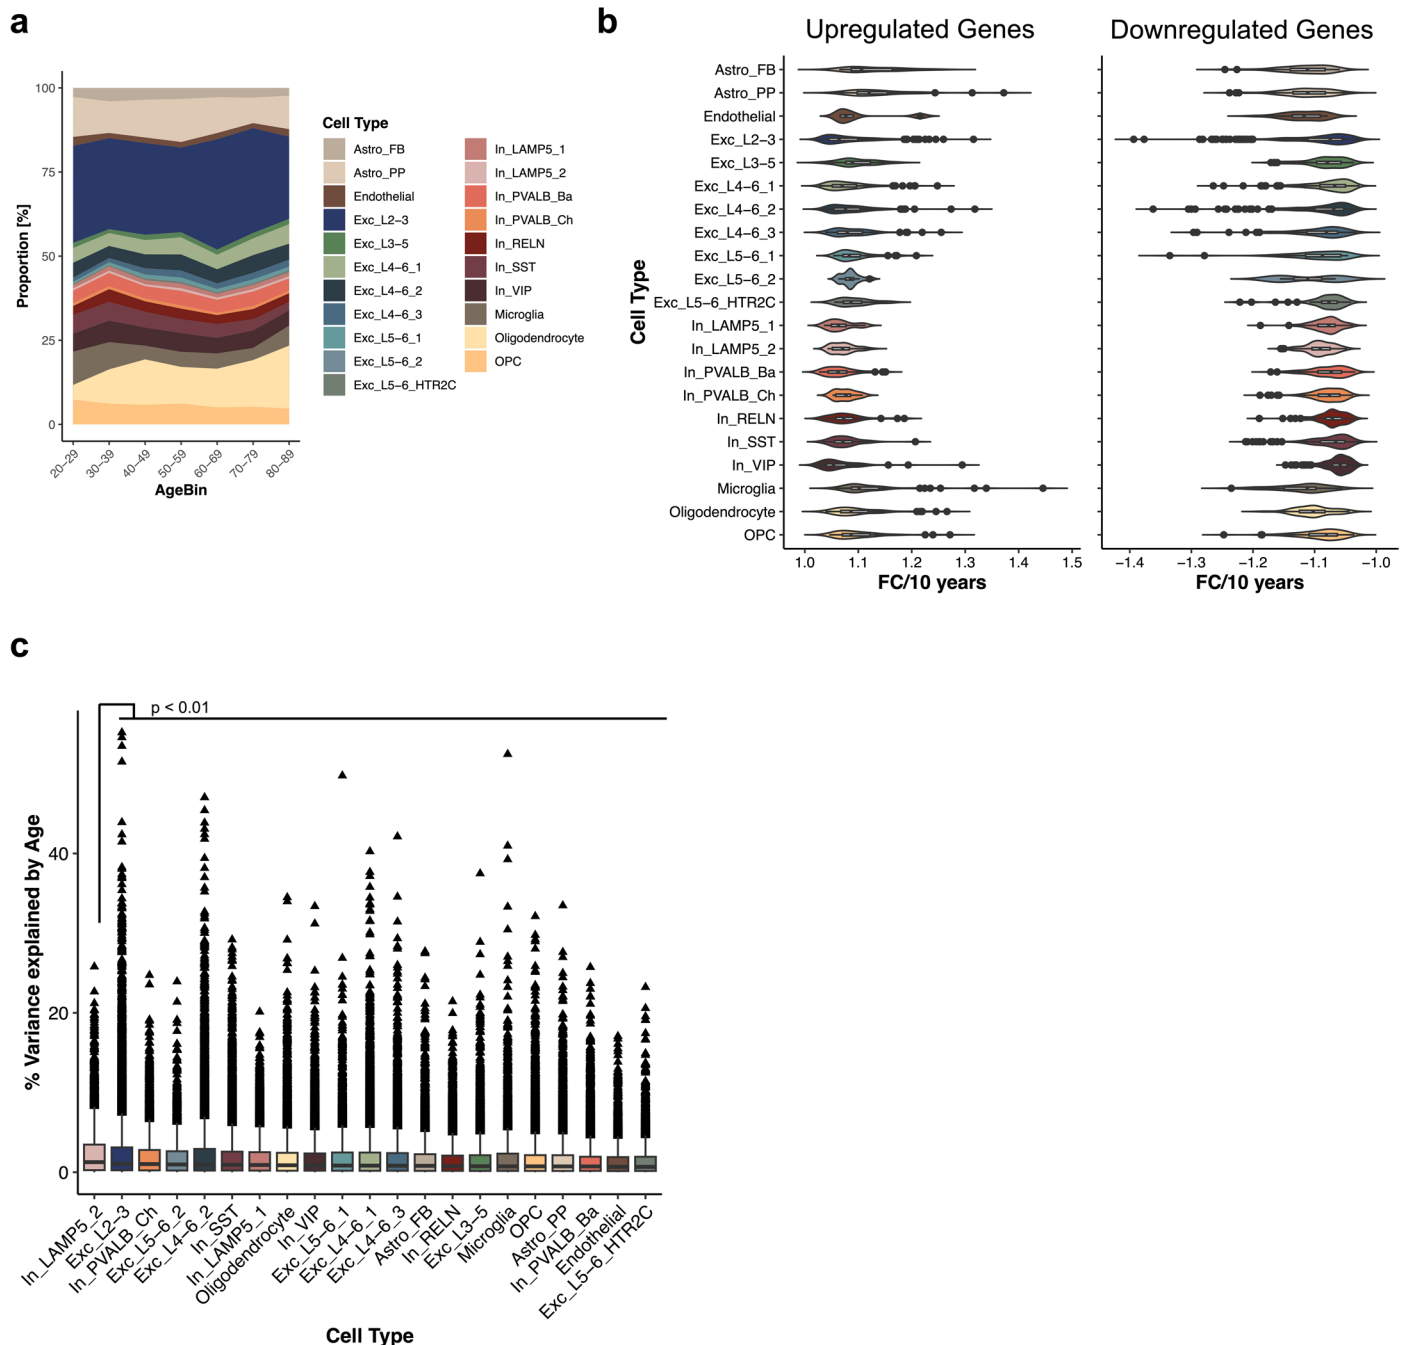 a
100
75
50
25
0
Proportion [%]
20−29
30−39
40−49
50−59
60−69
70−79
80−89
AgeBin
Cell Type
Astro_FB
Astro_PP
Endothelial
Exc_L2−3
Exc_L3−5
Exc_L4−6_1
Exc_L4−6_2
Exc_L4−6_3
Exc_L5−6_1
Exc_L5−6_2
Exc_L5−6_HTR2C
In_LAMP5_1
In_LAMP5_2
In_PVALB_Ba
In_PVALB_Ch
In_RELN
In_SST
In_VIP
Microglia
Oligodendrocyte
OPC
b
Upregulated Genes
Downregulated Genes
Cell Type
Astro_FB
Astro_PP
Endothelial
Exc_L2−3
Exc_L3−5
Exc_L4−6_1
Exc_L4−6_2
Exc_L4−6_3
Exc_L5−6_1
Exc_L5−6_2
Exc_L5−6_HTR2C
In_LAMP5_1
In_LAMP5_2
In_PVALB_Ba
In_PVALB_Ch
In_RELN
In_SST
In_VIP
Microglia
Oligodendrocyte
OPC
1.0 1.1 1.2 1.3 1.4 1.5
FC/10 years
−1.4 −1.3 −1.2 −1.1 −1.0
FC/10 years
c
p < 0.01
% Variance explained by Age
40
20
0
In_LAMP5_2
Exc_L2−3
In_PVALB_Ch
Exc_L5−6_2
Exc_L4−6_2
In_SST
In_LAMP5_1
Oligodendrocyte
In_VIP
Exc_L5−6_1
Exc_L4−6_1
Exc_L4−6_3
Astro_FB
In_RELN
Exc_L3−5
Microglia
OPC
Astro_PP
In_PVALB_Ba
Endothelial
Exc_L5−6_HTR2C
Cell Type